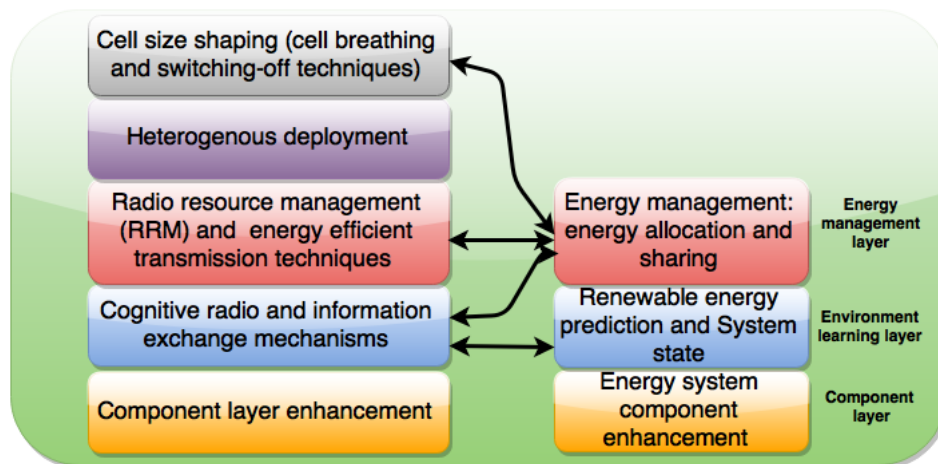 Cell size shaping (cell breathing
and switching-off techniques)
Heterogenous deployment
Radio resource management
(RRM) and energy efficient
transmission techniques
Cognitive radio and information
exchange mechanisms
Component layer enhancement
Energy management:
energy allocation and
sharing
Renewable energy
prediction and System
state
Energy system
component
enhancement
Energy
management
layer
Environment
learning layer
Component
layer